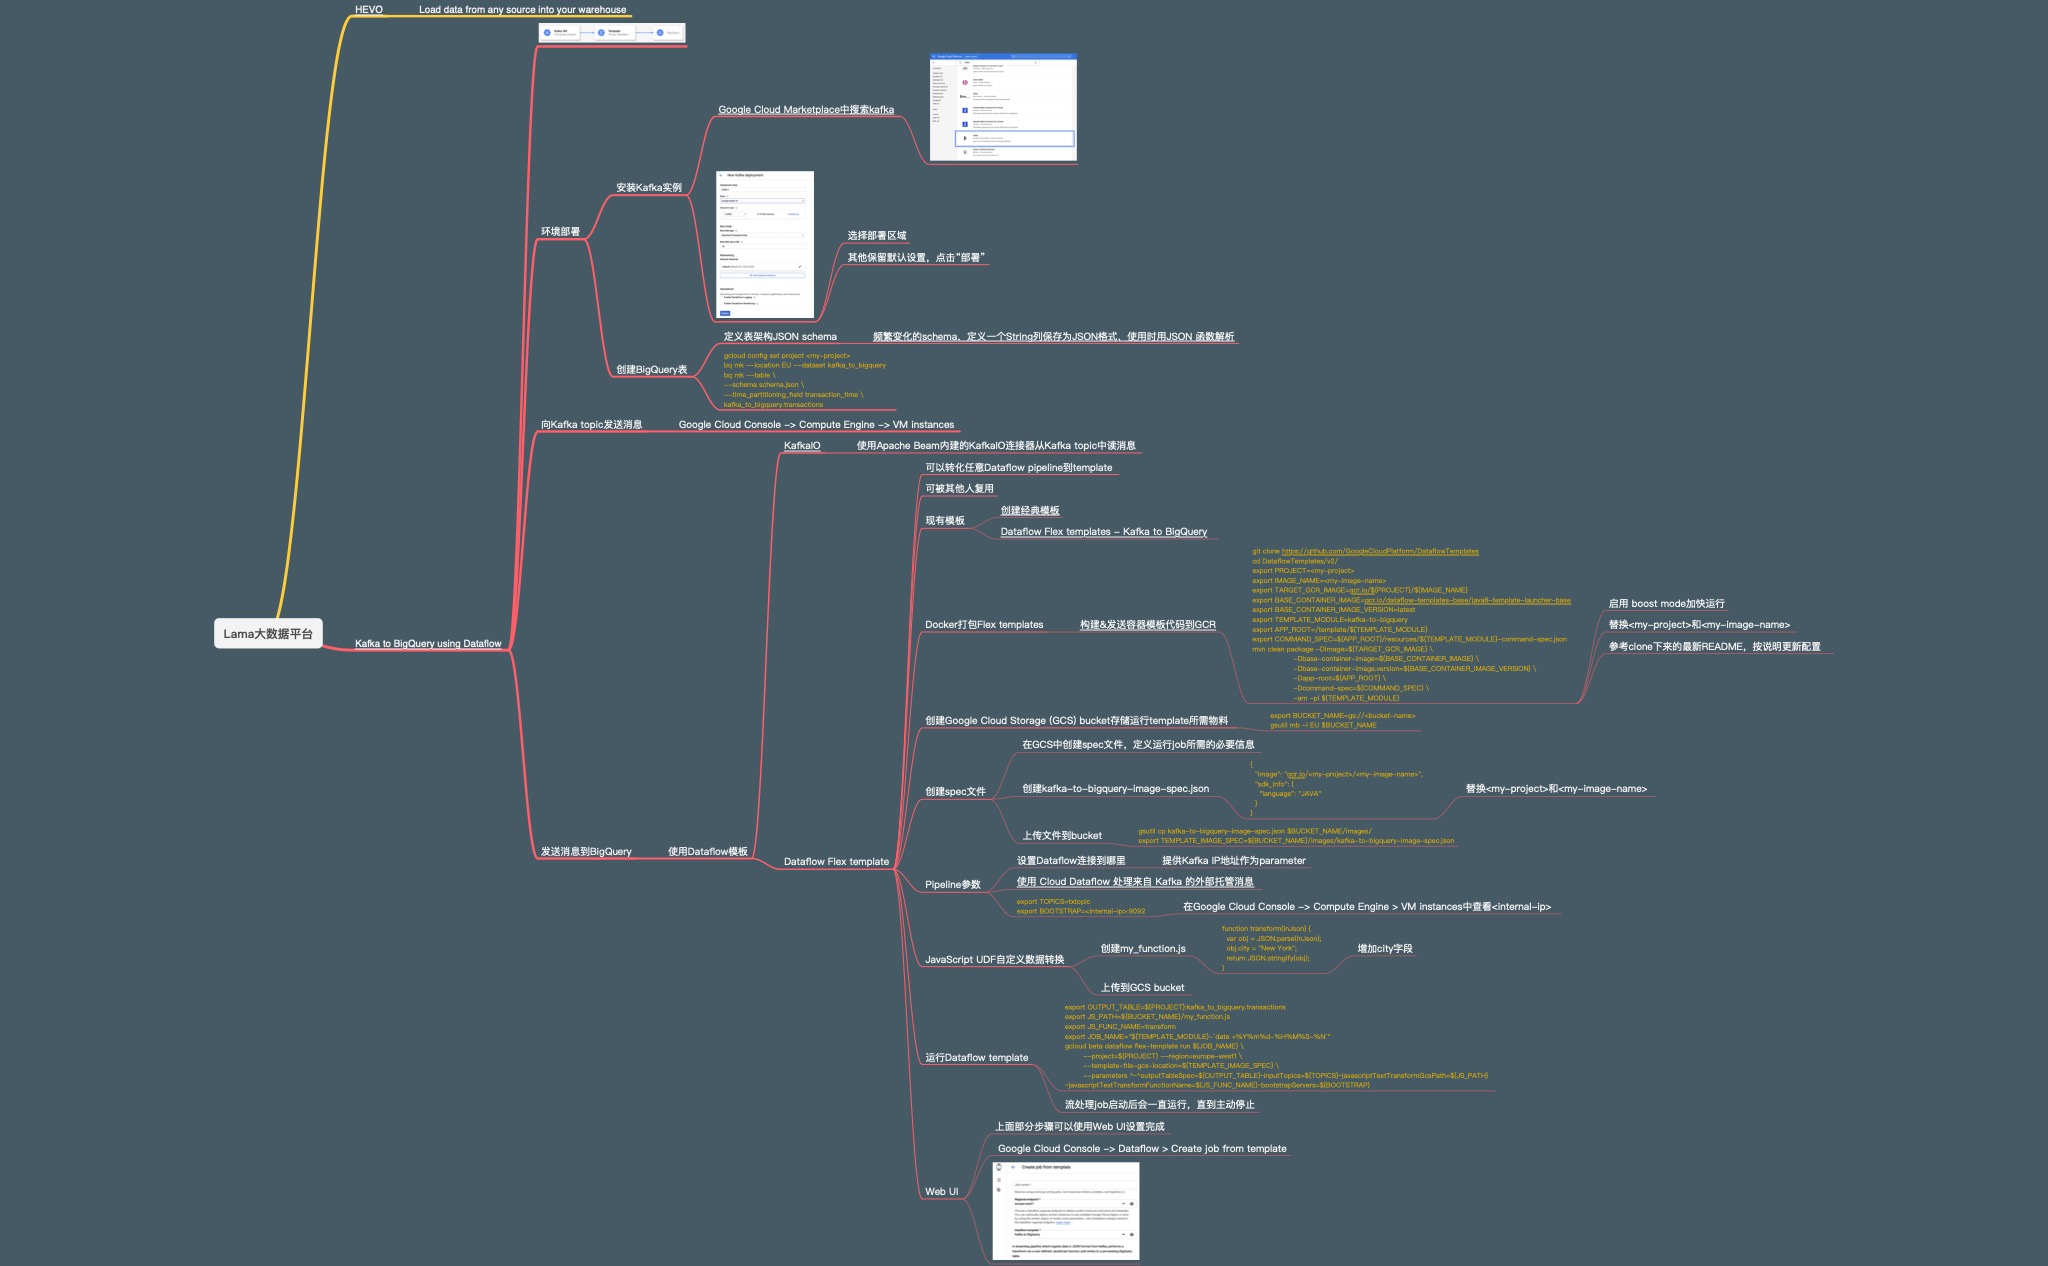 HEVO
Load data from any source into your warehouse
Google Cloud Marketplace中搜索kafka
安装Kafka实例
New Kafka deployment
环境部署
选择部署区域
其他保留默认设置，点击“部署”
定义表架构JSON schema
频繁变化的schema，定义一个String列保存为JSON格式，使用时用JSON 函数解析
创建BigQuery表
gcloud config set project <my-project>
bq mk --location EU --dataset kafka_to_bigquery
bq mk --table \
--schema schema.json \
--time_partitioning_field transaction_time \
kafka_to_bigquery.transactions
向Kafka topic发送消息
Google Cloud Console -> Compute Engine -> VM instances
KafkaIO
使用Apache Beam内建的KafkaIO连接器从Kafka topic中读消息
可以转化任意Dataflow pipeline到template
可被其他人复用
现有模板
创建经典模板
Dataflow Flex templates - Kafka to BigQuery
git clone https://github.com/GoogleCloudPlatform/DataflowTemplates
cd DataflowTemplates/v2/
export PROJECT=<my-project>
export IMAGE_NAME=<my-image-name>
export TARGET_GCR_IMAGE=gcr.io/${PROJECT}/${IMAGE_NAME}
export BASE_CONTAINER_IMAGE=gcr.io/dataflow-templates-base/java8-template-launcher-base
export BASE_CONTAINER_IMAGE_VERSION=latest
export TEMPLATE_MODULE=kafka-to-bigquery
export APP_ROOT=/template/${TEMPLATE_MODULE}
export COMMAND_SPEC=${APP_ROOT}/resources/${TEMPLATE_MODULE}-command-spec.json
mvn clean package -Dimage=${TARGET_GCR_IMAGE} \
-Dbase-container-image=${BASE_CONTAINER_IMAGE} \
-Dbase-container-image.version=${BASE_CONTAINER_IMAGE_VERSION} \
-Dapp-root=${APP_ROOT} \
-Dcommand-spec=${COMMAND_SPEC} \
-am -pl ${TEMPLATE_MODULE}
启用 boost mode加快运行
替换<my-project>和<my-image-name>
参考clone下来的最新README，按说明更新配置
Docker打包Flex templates
构建&发送容器模板代码到GCR
Lama大数据平台
Kafka to BigQuery using Dataflow
创建Google Cloud Storage (GCS) bucket存储运行template所需物料
export BUCKET_NAME=gs://<bucket-name>
gsutil mb -l EU $BUCKET_NAME
在GCS中创建spec文件，定义运行job所需的必要信息
创建spec文件
创建kafka-to-bigquery-image-spec.json
{
"image": "gcr.io/<my-project>/<my-image-name>",
"sdk_info": {
"language": "JAVA"
}
}
替换<my-project>和<my-image-name>
上传文件到bucket
gsutil cp kafka-to-bigquery-image-spec.json $BUCKET_NAME/images/
export TEMPLATE_IMAGE_SPEC=${BUCKET_NAME}/images/kafka-to-bigquery-image-spec.json
发送消息到BigQuery
使用Dataflow模板
Dataflow Flex template
设置Dataflow连接到哪里
提供Kafka IP地址作为parameter
Pipeline参数
使用 Cloud Dataflow 处理来自 Kafka 的外部托管消息
export TOPICS=txtopic
export BOOTSTRAP=<internal-ip>:9092
在Google Cloud Console -> Compute Engine > VM instances中查看<internal-ip>
JavaScript UDF自定义数据转换
创建my_function.js
function transform(inJson) {
var obj = JSON.parse(inJson);
obj.city = "New York";
return JSON.stringify(obj);
}
增加city字段
上传到GCS bucket
运行Dataflow template
export OUTPUT_TABLE=${PROJECT}:kafka_to_bigquery.transactions
export JS_PATH=${BUCKET_NAME}/my_function.js
export JS_FUNC_NAME=transform
export JOB_NAME="${TEMPLATE_MODULE}-`date +%Y%m%d-%H%M%S-%N`"
gcloud beta dataflow flex-template run ${JOB_NAME} \
--project=${PROJECT} --region=europe-west1 \
--template-file-gcs-location=${TEMPLATE_IMAGE_SPEC} \
--parameters ^~^outputTableSpec=${OUTPUT_TABLE}~inputTopics=${TOPICS}~javascriptTextTransformGcsPath=${JS_PATH}
~javascriptTextTransformFunctionName=${JS_FUNC_NAME}~bootstrapServers=${BOOTSTRAP}
流处理job启动后会一直运行，直到主动停止
Web UI
上面部分步骤可以使用Web UI设置完成
Google Cloud Console -> Dataflow > Create job from template
Create job from template